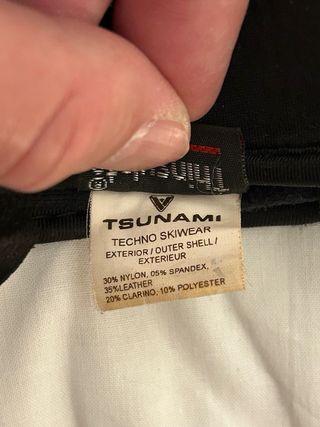 TSUNAMI
TECHNO SKIWEAR
EXTERIOR / OUTER SHELL /
EXTERIEUR
30% NYLON, 05% SPANDEX,
35%LEATHER
20% CLARINO, 10% POLYESTER